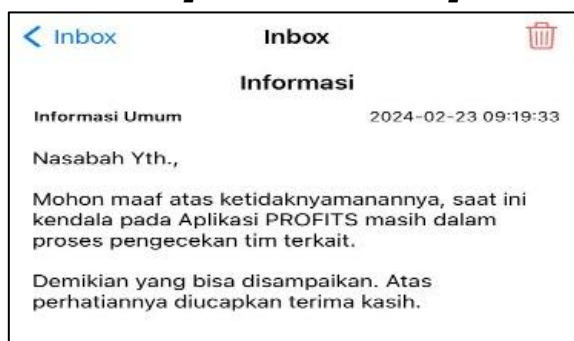 Inbox Inbox
Informasi
Informasi Umum 2024-02-23 09:19:33
Nasabah Yth.,
Mohon maaf atas ketidaknyamanannya, saat ini
kendala pada Aplikasi PROFITS masih dalam
proses pengecekan tim terkait.
Demikian yang bisa disampaikan. Atas
perhatiannya diucapkan terima kasih.